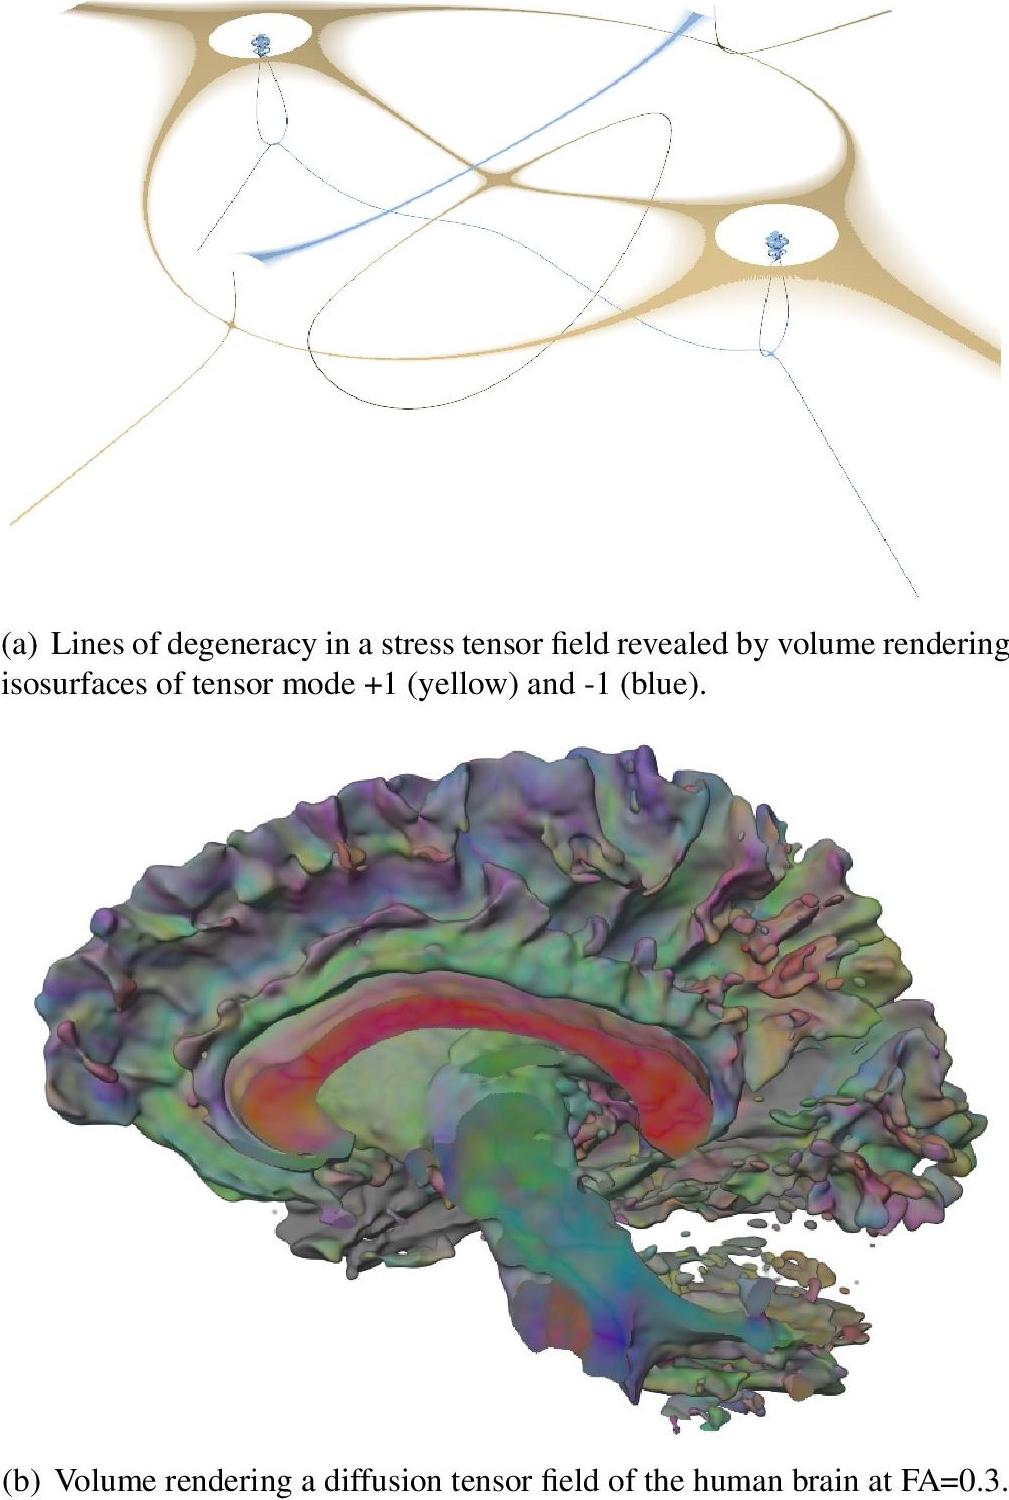 (a) Lines of degeneracy in a stress tensor field revealed by volume rendering
isosurfaces of tensor mode +1 (yellow) and -1 (blue).
(b) Volume rendering a diffusion tensor field of the human brain at FA=0.3.